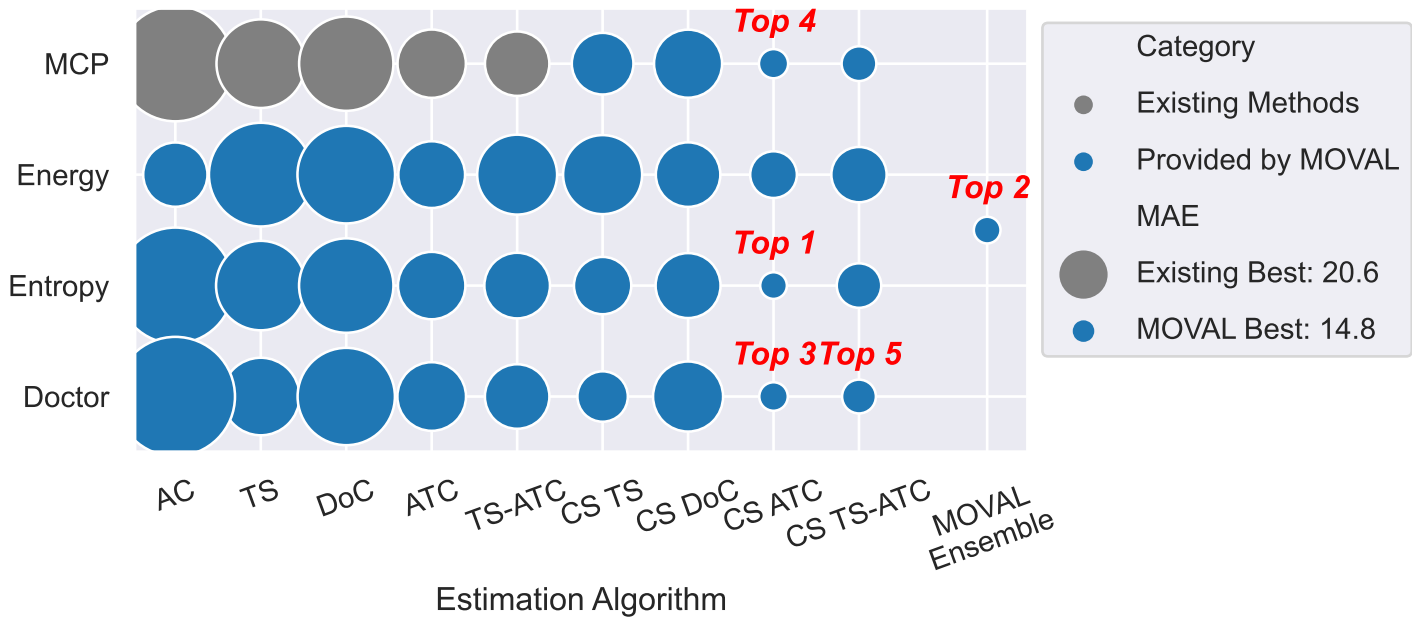 MCP
Energy
Entropy
Doctor
Top 4
Top 2
Top 1
Top 3 Top 5
AC
TS
DoC
ATC
TS-ATC
CS TS
CS DoC
CS ATC
CS TS-ATC
MOVAL
Ensemble
Estimation Algorithm
Category
Existing Methods
Provided by MOVAL
MAE
Existing Best: 20.6
MOVAL Best: 14.8